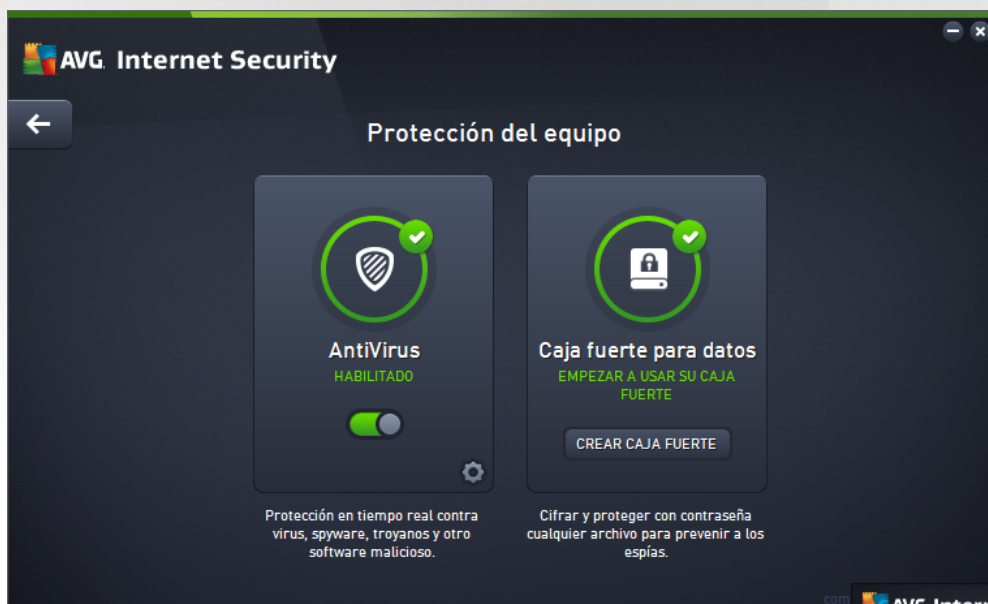 AVG Internet Security
Protección del equipo
AntiVirus
HABILITADO
Protección en tiempo real contra
virus, spyware, troyanos y otro
software malicioso.
Caja fuerte para datos
EMPEZAR A USAR SU CAJA
FUERTE
CREAR CAJA FUERTE
Cifrar y proteger con contraseña
cualquier archivo para prevenir a los
espías.
com
AVG